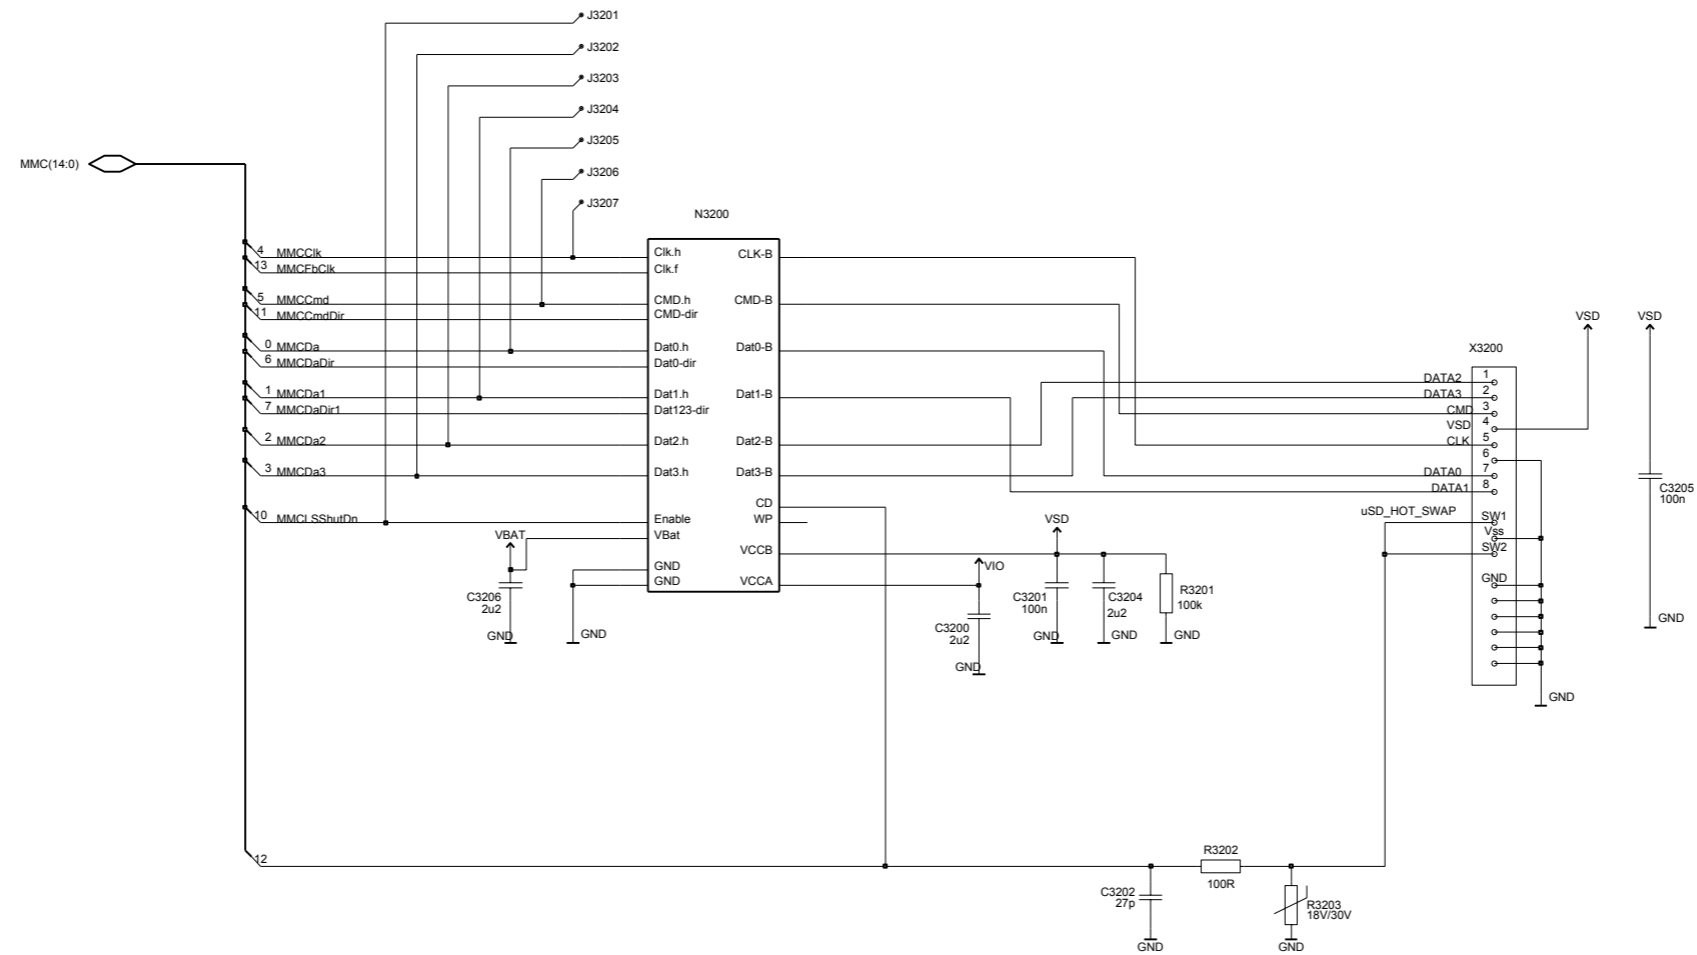 J3201
J3202
J3203
J3204
J3205
J3206
J3207
MMC(14:0)
N3200
4 MMCClk
13 MMCFbClk
5 MMCCmd
11 MMCCmdDir
0 MMCDa
6 MMCDaDir
1 MMCDa1
7 MMCDaDir1
2 MMCDa2
3 MMCDa3
10 MMCLSShutDn
12
Clk.h
Clk.f
CMD.h
CMD-dir
Dat0.h
Dat0-dir
Dat1.h
Dat123-dir
Dat2.h
Dat3.h
Enable
VBat
GND
GND
CLK-B
CMD-B
Dat0-B
Dat1-B
Dat2-B
Dat3-B
CD
WP
VCCB
VCCA
VBAT
C3206
2u2
GND
GND
VIO
C3200
2u2
GND
VSD
C3201
100n
GND
C3204
2u2
GND
R3201
100k
GND
VSD
VSD
X3200
DATA2 1
DATA3 2
CMD 3
VSD 4
CLK 5
6
DATA0 7
DATA1 8
uSD_HOT_SWAP
SW1
Vss
SW2
GND
GND
C3205
100n
GND
R3202
100R
C3202
27p
GND
R3203
18V/30V
GND